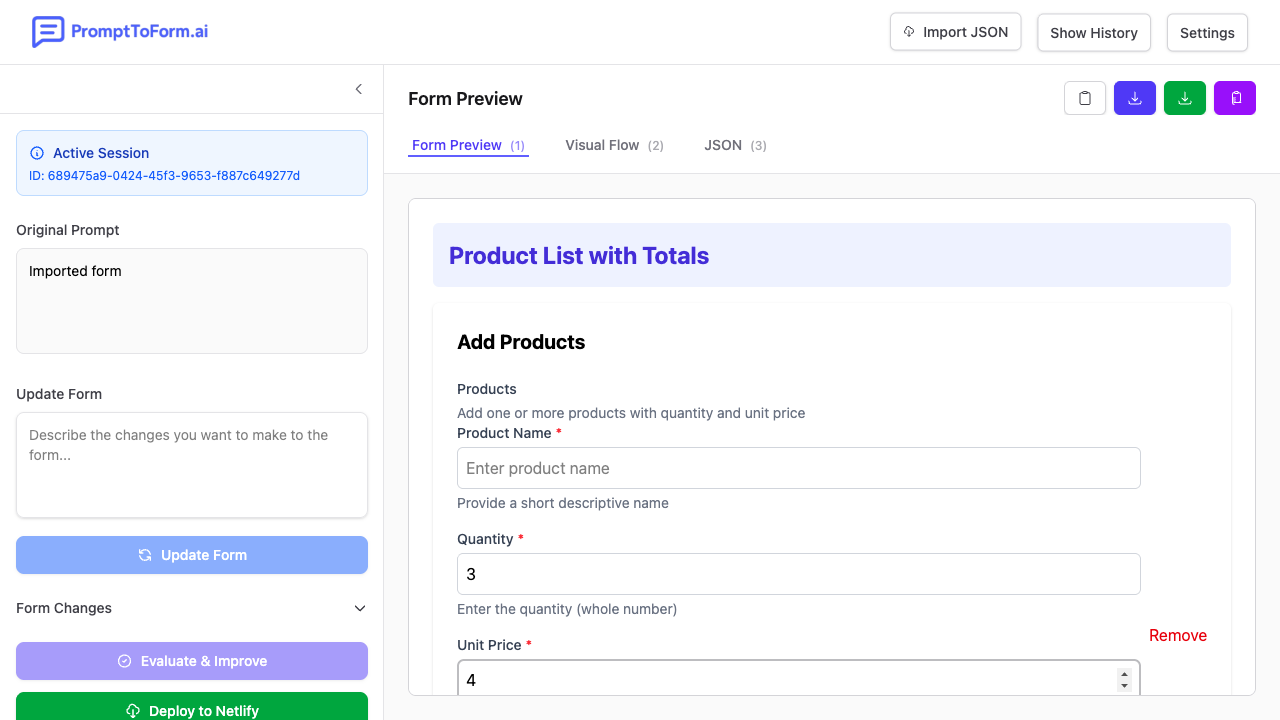 PromptToForm.ai
Import JSON
Show History
Settings
Active Session
ID: 689475a9-0424-45f3-9653-f887c649277d
Original Prompt
Imported form
Update Form
Describe the changes you want to make to the
form...
Update Form
Form Changes
Evaluate & Improve
Deploy to Netlify
Form Preview
Form Preview (1)
Visual Flow (2)
JSON (3)
Product List with Totals
Add Products
Products
Add one or more products with quantity and unit price
Product Name *
Enter product name
Provide a short descriptive name
Quantity *
3
Enter the quantity (whole number)
Unit Price *
Remove
4